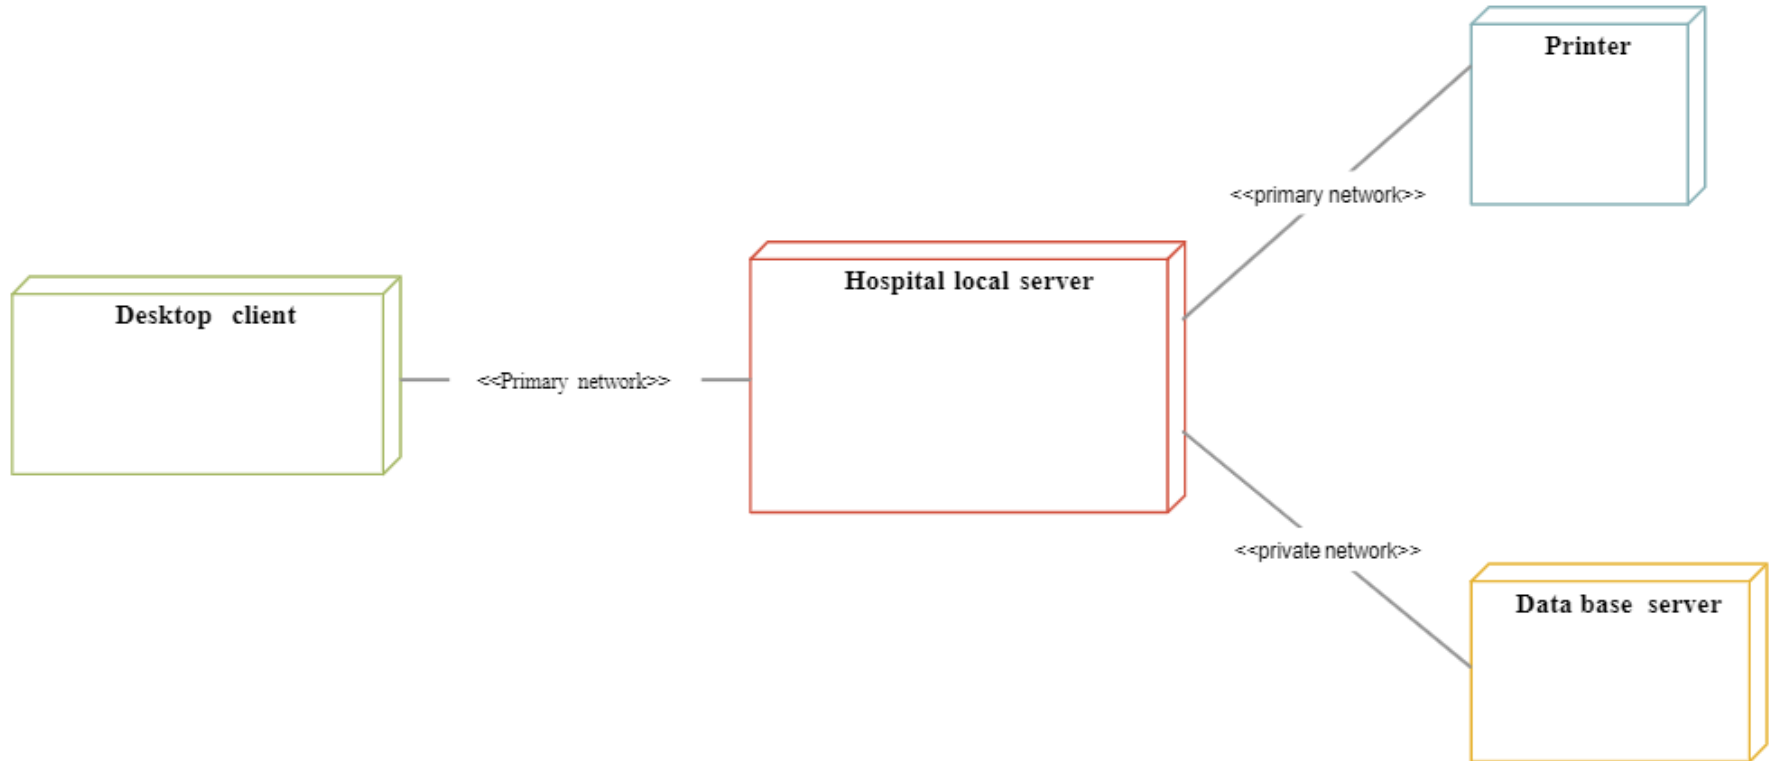 Printer
<<primary network>>
Hospital local server
Desktop client
<<Primary network>>
<<private network>>
Data base server